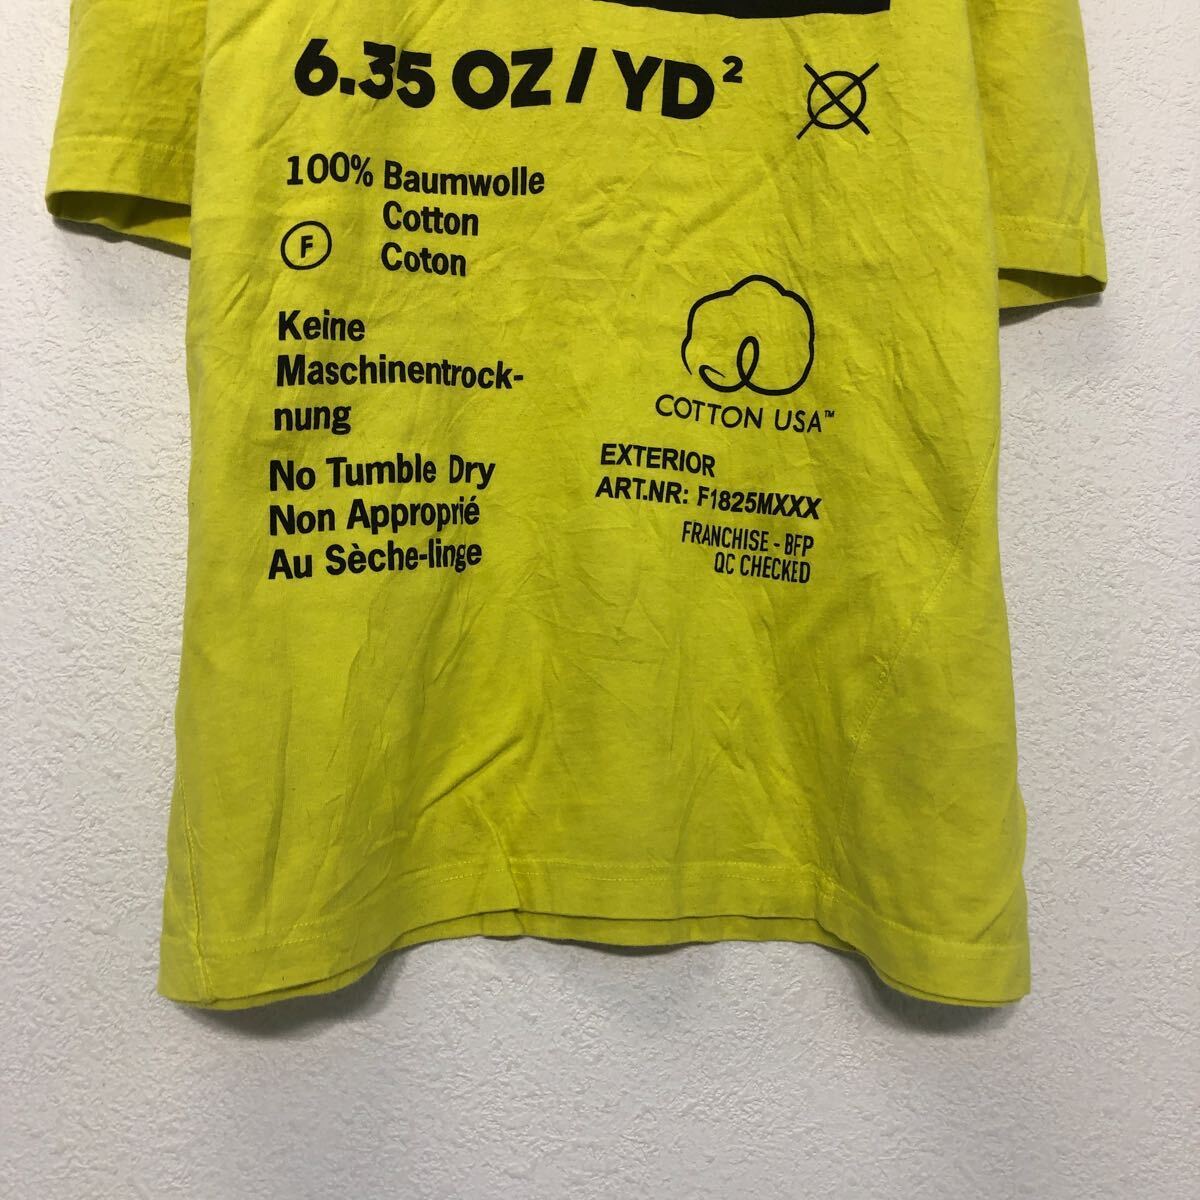 6.35 OZ / YD²
100% Baumwolle
Cotton
F
Coton
Keine
Maschinentrock-
nung
No Tumble Dry
Non Approprié
Au Sèche-linge
COTTON USA™
EXTERIOR
ART.NR: F1825MXXX
FRANCHISE - BFP
QC CHECKED